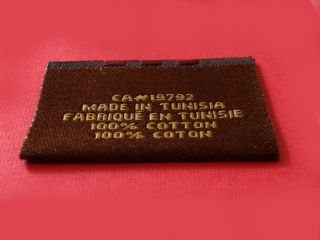 CA#19792
MADE IN TUNISIA
FABRIQUÉ EN TUNISIE
100% COTTON
100% COTON